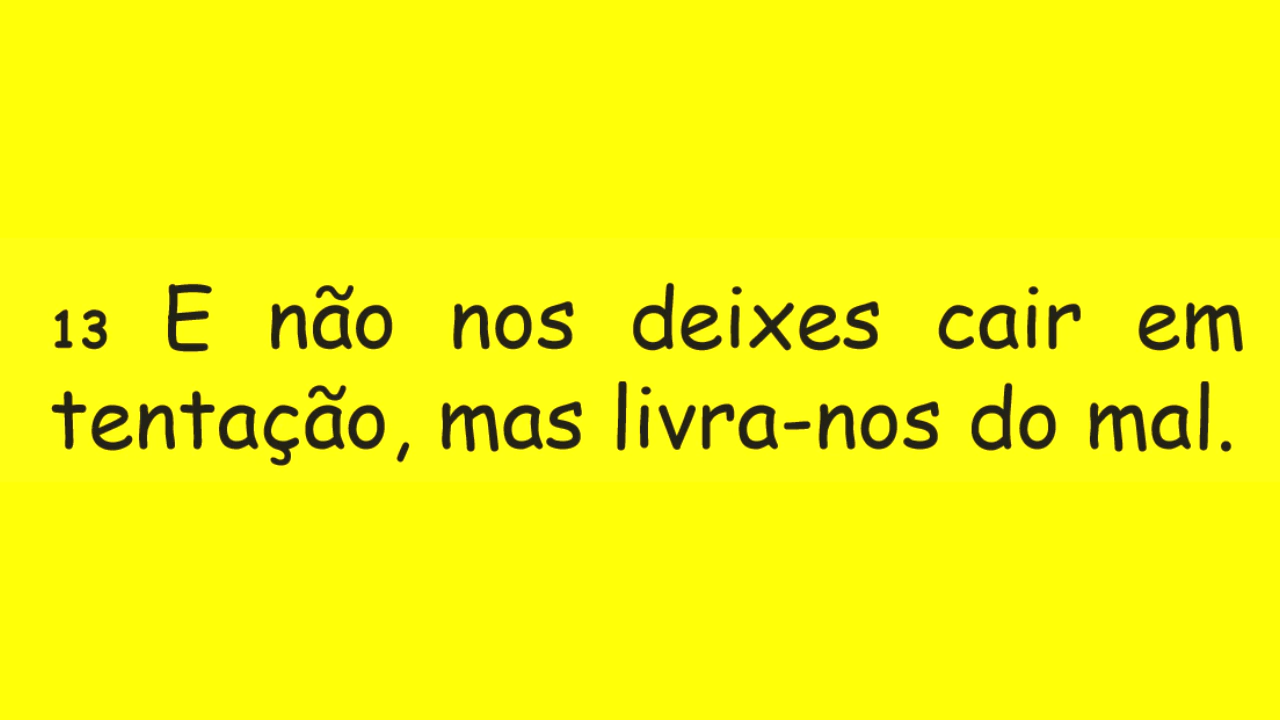 13 E não nos deixes cair em
tentação, mas livra-nos do mal.